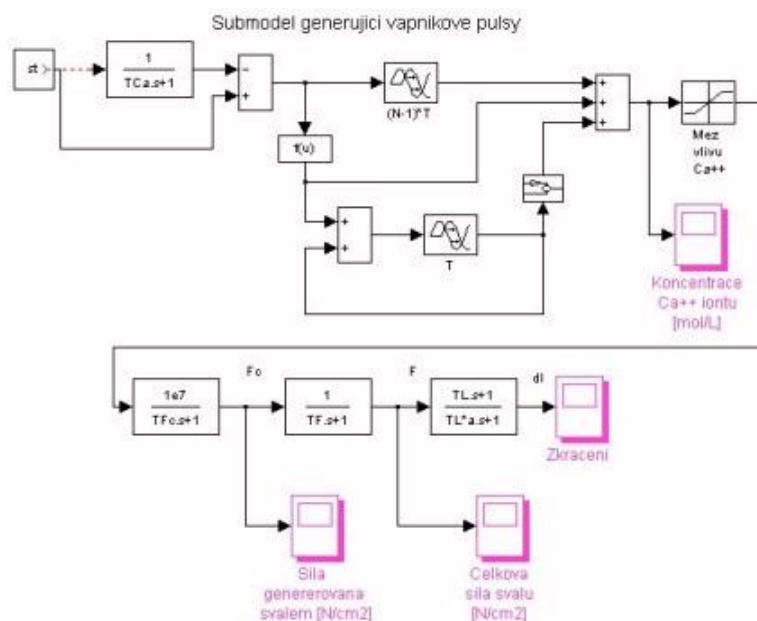 Submodel generujici vapnikove pulsy
st
1
TCa.s+1
−
+
(N-1)*T
+
+
+
Mez
vlivu
Ca++
f(u)
+
+
T
Koncentrace
Ca++ iontu
[mol/L]
1e7
TFo.s+1
Fo
1
TF.s+1
F
TL.s+1
TL*a.s+1
dl
Zkraceni
Sila
genererovana
svalem [N/cm2]
Celkova
sila svalu
[N/cm2]